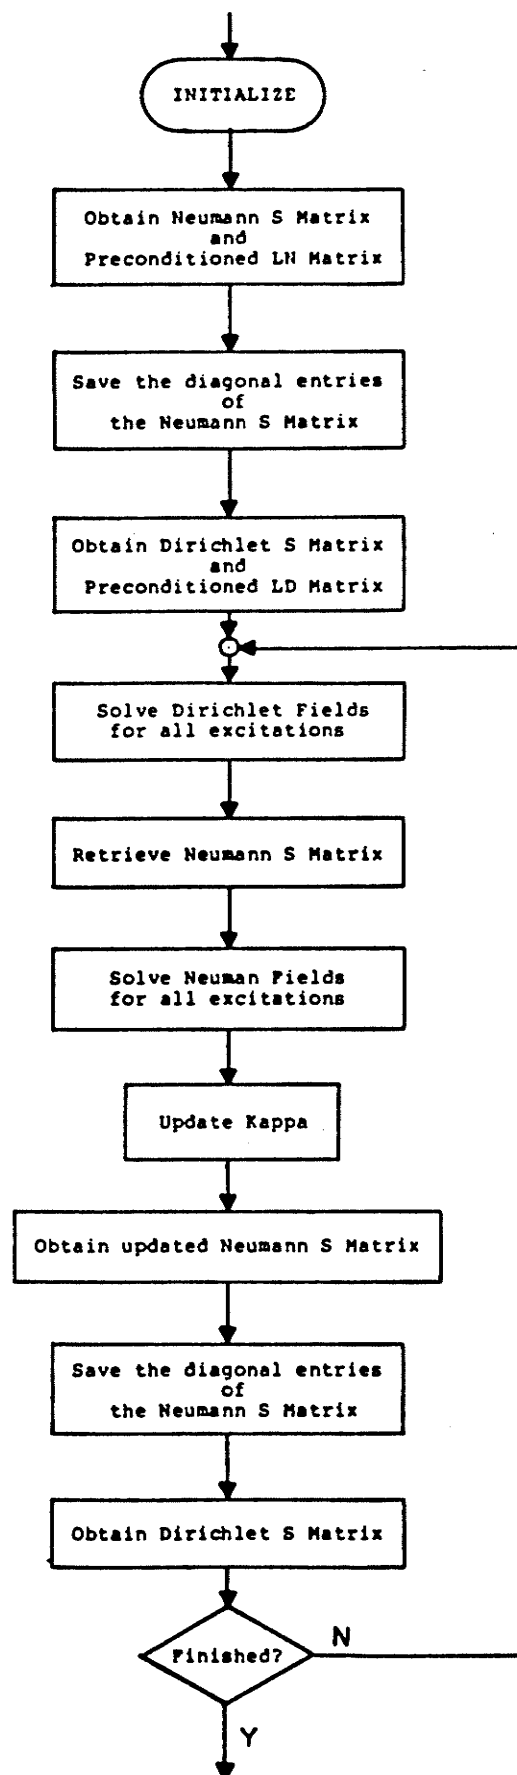 INITIALIZE
Obtain Neumann S Matrix
and
Preconditioned LN Matrix
Save the diagonal entries
of
the Neumann S Matrix
Obtain Dirichlet S Matrix
and
Preconditioned LD Matrix
Solve Dirichlet Fields
for all excitations
Retrieve Neumann S Matrix
Solve Neuman Fields
for all excitations
Update Kappa
Obtain updated Neumann S Matrix
Save the diagonal entries
of
the Neumann S Matrix
Obtain Dirichlet S Matrix
Finished?
N
Y